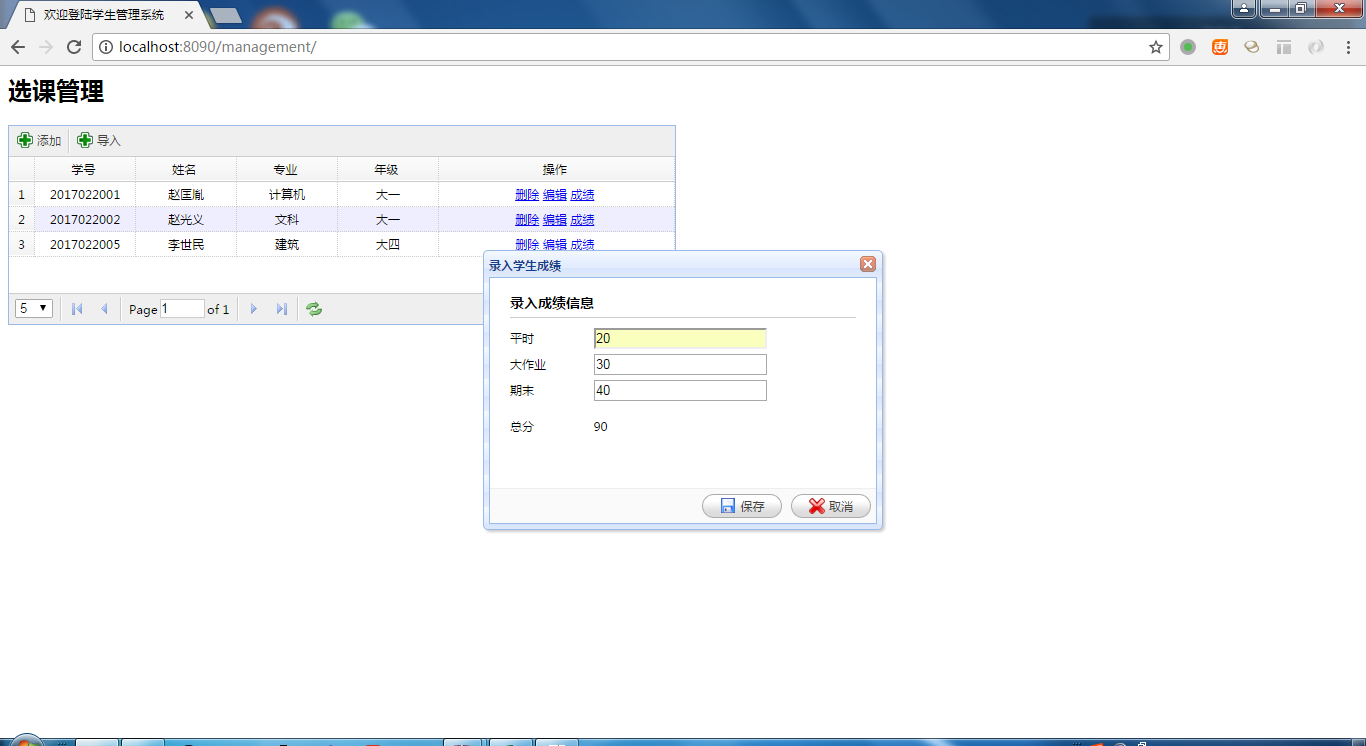 欢迎登陆学生管理系统
localhost:8090/management/
选课管理
添加 导入
学号 姓名 专业 年级 操作
1 2017022001 赵匡胤 计算机 大一 删除 编辑 成绩
2 2017022002 赵光义 文科 大一 删除 编辑 成绩
3 2017022005 李世民 建筑 大四 删除 编辑 成绩
5 Page 1 of 1
录入学生成绩
录入成绩信息
平时 20
大作业 30
期末 40
总分 90
保存 取消